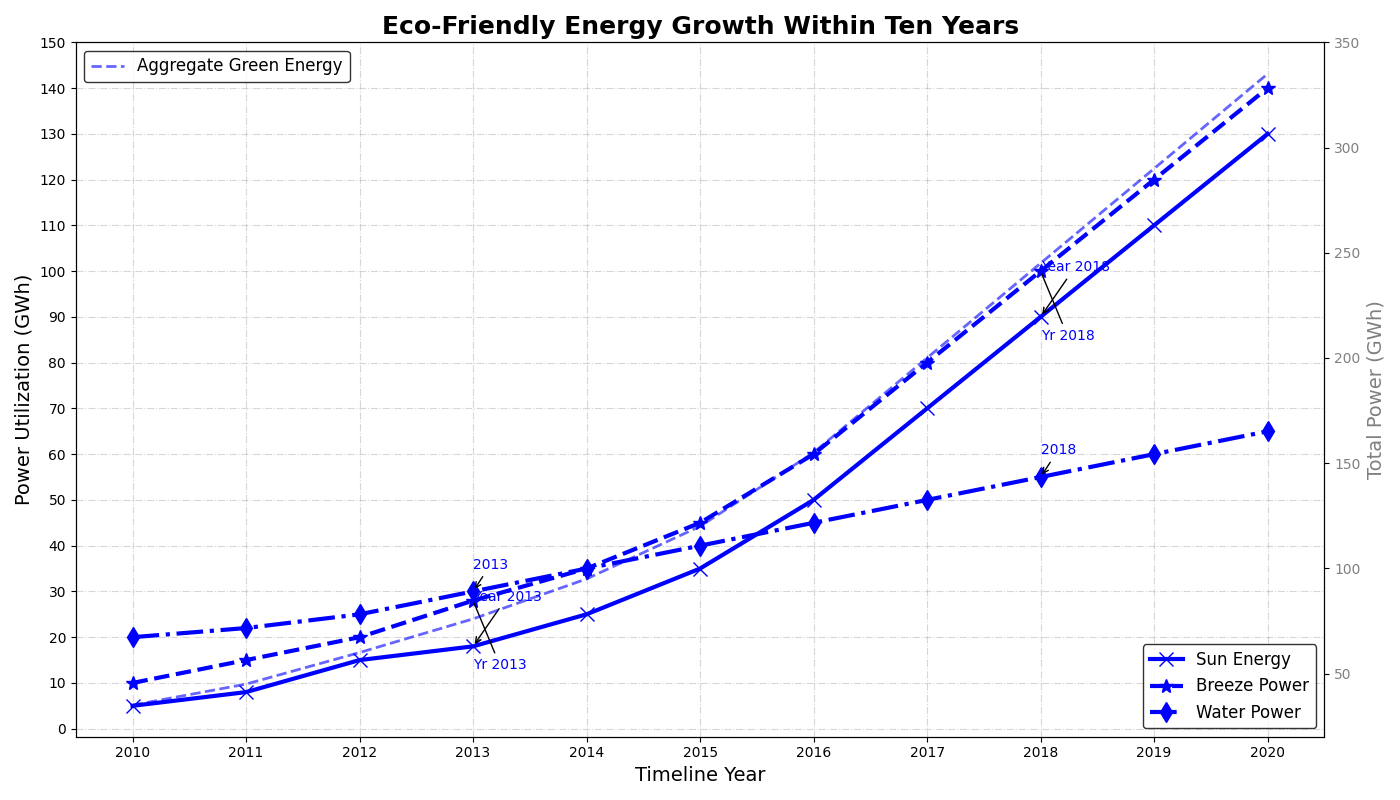 Eco-Friendly Energy Growth Within Ten Years
150
140
130
120
110
100
90
80
70
60
50
40
30
20
10
0
Power Utilization (GWh)
350
300
250
200
150
100
50
Total Power (GWh)
Aggregate Green Energy
Year 2018
Yr 2018
2018
2013
Year 2013
Yr 2013
Sun Energy
Breeze Power
Water Power
2010 2011 2012 2013 2014 2015 2016 2017 2018 2019 2020
Timeline Year